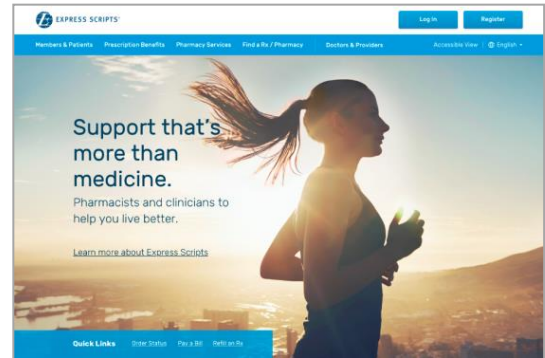 EXPRESS SCRIPTS®
Log In
Register
Members & Patients
Prescription Benefits
Pharmacy Services
Find a Rx / Pharmacy
Doctors & Providers
Accessible View
English
Support that's
more than
medicine.
Pharmacists and clinicians to
help you live better.
Learn more about Express Scripts
Quick Links
Order Status
Pay a Bill
Refill an Rx